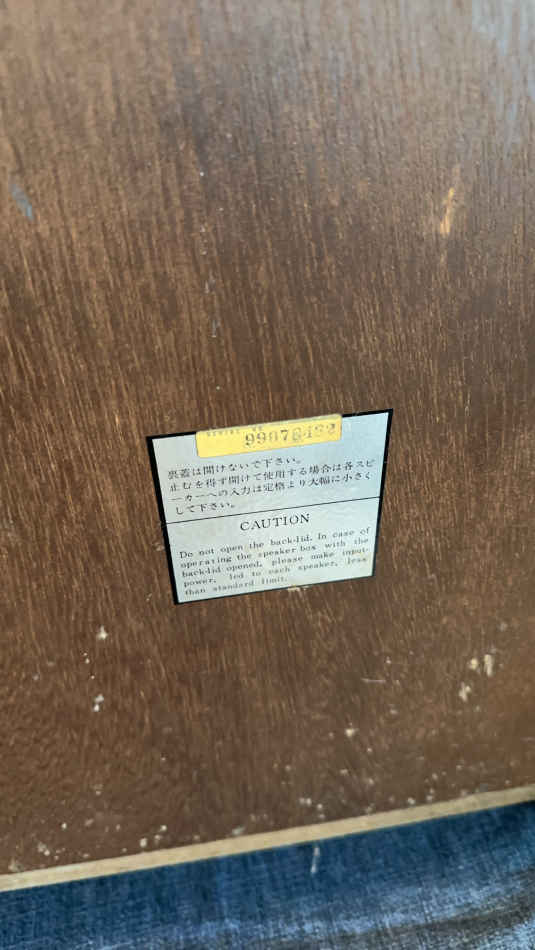 SERIAL NO.
裏蓋は開けないで下さい。
止むを得ず開けて使用する場合は各スピ
ーカーへの入力は定格より大幅に小さく
して下さい。
CAUTION
Do not open the back-lid. In case of
operating the speaker box with the
back-lid opened, please make input-
power, led to each speaker, less
than standard limit.